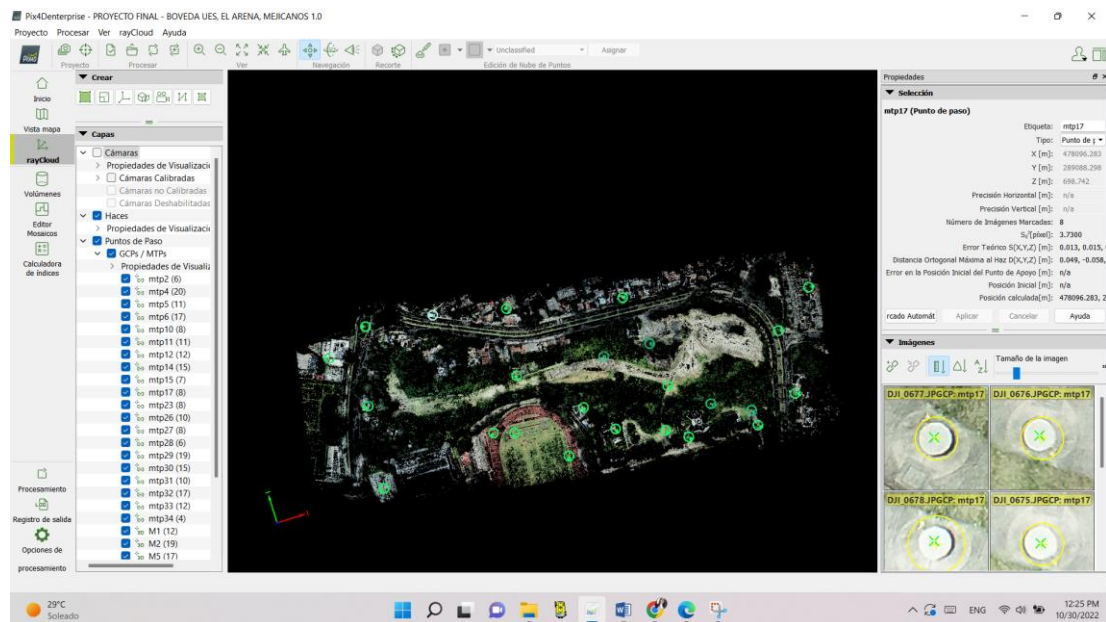 Pix4Denterprise - PROYECTO FINAL - BOVEDA UES, EL ARENA, MEJICANOS 1.0
Proyecto Procesar Ver rayCloud Ayuda
Proyecto Procesar Ver Navegación Recorte Edición de Nube de Puntos
Unclassified Asignar
Inicio
Vista mapa
rayCloud
Volúmenes
Editor
Mosaicos
Calculadora
de índices
Procesamiento
Registro de salida
Opciones de
procesamiento
Crear
Capas
Cámaras
Propiedades de Visualizació
Cámaras Calibradas
Cámaras no Calibradas
Cámaras Deshabilitadas
Haces
Propiedades de Visualizació
Puntos de Paso
GCPs / MTPs
Propiedades de Visualiz
mtp2 (6)
mtp4 (20)
mtp5 (11)
mtp6 (17)
mtp10 (8)
mtp11 (11)
mtp12 (12)
mtp14 (15)
mtp15 (7)
mtp17 (8)
mtp23 (8)
mtp26 (10)
mtp27 (8)
mtp28 (6)
mtp29 (19)
mtp30 (15)
mtp31 (10)
mtp32 (17)
mtp33 (12)
mtp34 (4)
M1 (12)
M2 (19)
M5 (17)
Propiedades
Selección
mtp17 (Punto de paso)
Etiqueta: mtp17
Tipo: Punto de p
X [m]: 478096.283
Y [m]: 289088.298
Z [m]: 698.742
Precisión Horizontal [m]: n/a
Precisión Vertical [m]: n/a
Número de Imágenes Marcadas: 8
S₀²[píxel]: 3.7300
Error Teórico S(X,Y,Z) [m]: 0.013, 0.015,
Distancia Ortogonal Máxima al Haz D(X,Y,Z) [m]: 0.049, -0.058,
Error en la Posición Inicial del Punto de Apoyo [m]: n/a
Posición Inicial [m]: n/a
Posición calculada[m]: 478096.283, 2
rcado Automát Aplicar Cancelar Ayuda
Imágenes
Tamaño de la imagen
DJI_0677.JPGCP: mtp17 DJI_0676.JPGCP: mtp17
DJI_0678.JPGCP: mtp17 DJI_0675.JPGCP: mtp17
29°C
Soleado
ENG
12:25 PM
10/30/2022